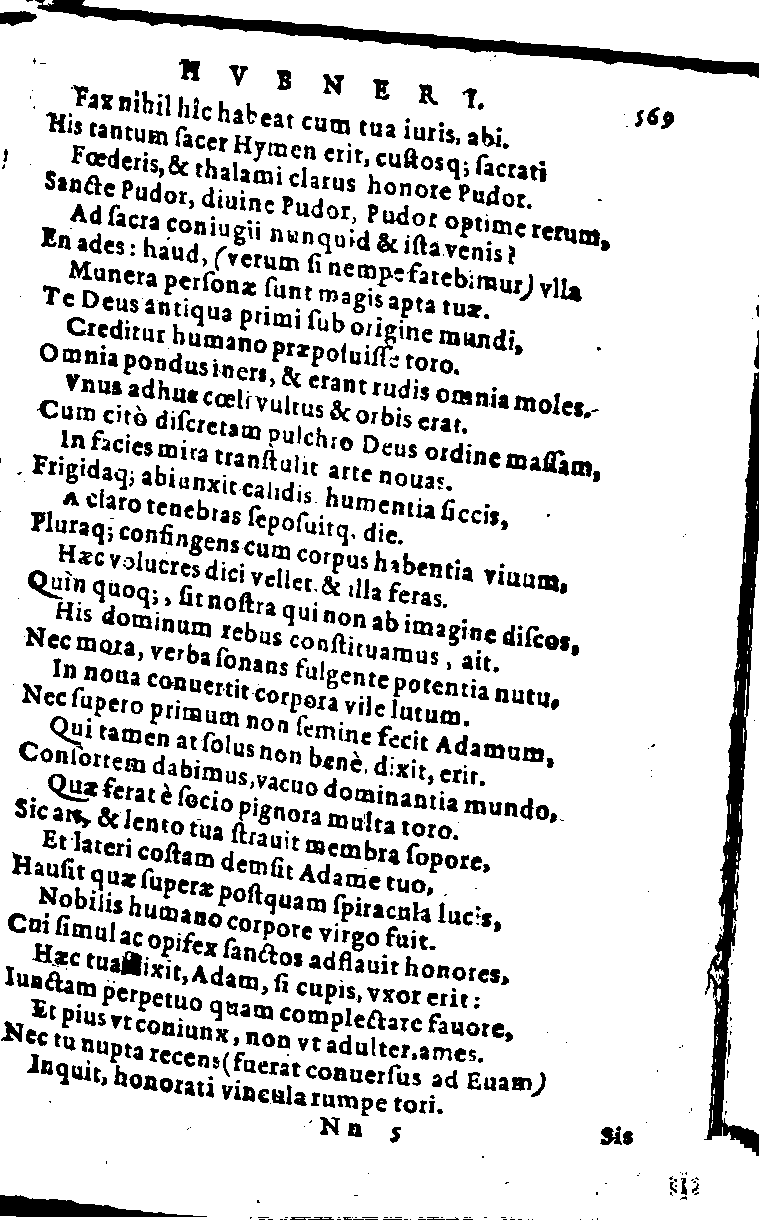 HVBNERI.
569
Fax nihil hîc habeat cum tua iuris, abi.
His tantum ſacer Hymen erit, cuſtosq; ſacrati
Fœderis, & thalami clarus honore Pudor.
Sancte Pudor, diuine Pudor, Pudor optime rerum,
Ad ſacra coniugii nunquid & iſta venis?
En ades: haud, (verum ſi nempe fatebimur) vlla
Munera perſonæ ſunt magis apta tuæ.
Te Deus antiqua primi ſub origine mundi,
Creditur humano præpoſuiſſe toro.
Omnia pondus iners, & erant rudis omnia moles.
Vnus adhuc cœli vultus & orbis erat.
Cum citò diſcretam pulchro Deus ordine maſſam,
In facies mira tranſtulit arte nouas.
Frigidaq; abiunxit calidis, humentia ſiccis,
A claro tenebras ſepoſuitq. die.
Pluraq; confingens cum corpus habentia viuum,
Hæc volucres dici vellet & illa feras.
Quin quoq;, ſit noſtra qui non ab imagine diſcos,
His dominum rebus conſtituamus, ait.
Nec mora, verba ſonans fulgente potentia nutu,
In noua conuertit corpora vile lutum.
Nec ſupero primum non ſemine fecit Adamum,
Qui tamen at ſolus non benè, dixit, erit.
Conſortem dabimus, vacuo dominantia mundo,
Quæ ferat è ſocio pignora multa toro.
Sic ait, & lento tua ſtrauit membra ſopore,
Et lateri coſtam demſit Adame tuo,
Hauſit quæ ſuperæ poſtquam ſpiracula lucis,
Nobilis humano corpore virgo fuit.
Cui ſimul ac opifex ſanctos adflauit honores,
Hæc tua dixit, Adam, ſi cupis, vxor erit:
Iunctam perpetuo quam complectare fauore,
Et pius vt coniunx, non vt adulter, ames.
Nec tu nupta recens (fuerat conuerſus ad Euam)
Inquit, honorati vincula rumpe tori.
Nn 5
Sis